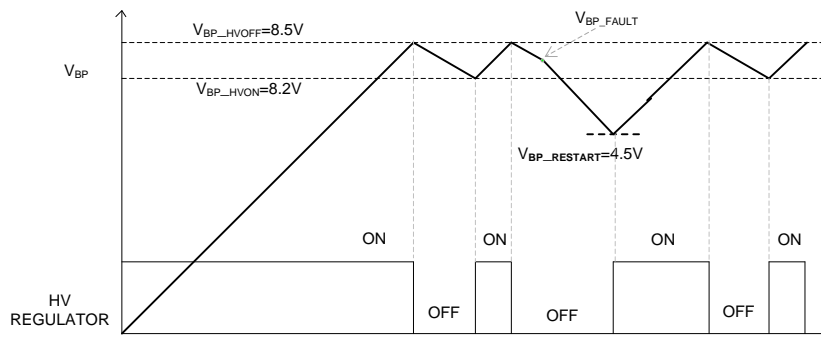 V_BP_HVOFF=8.5V
V_BP_FAULT
V_BP
V_BP_HVON=8.2V
V_BP_RESTART=4.5V
ON
ON
ON
ON
HV
REGULATOR
OFF
OFF
OFF